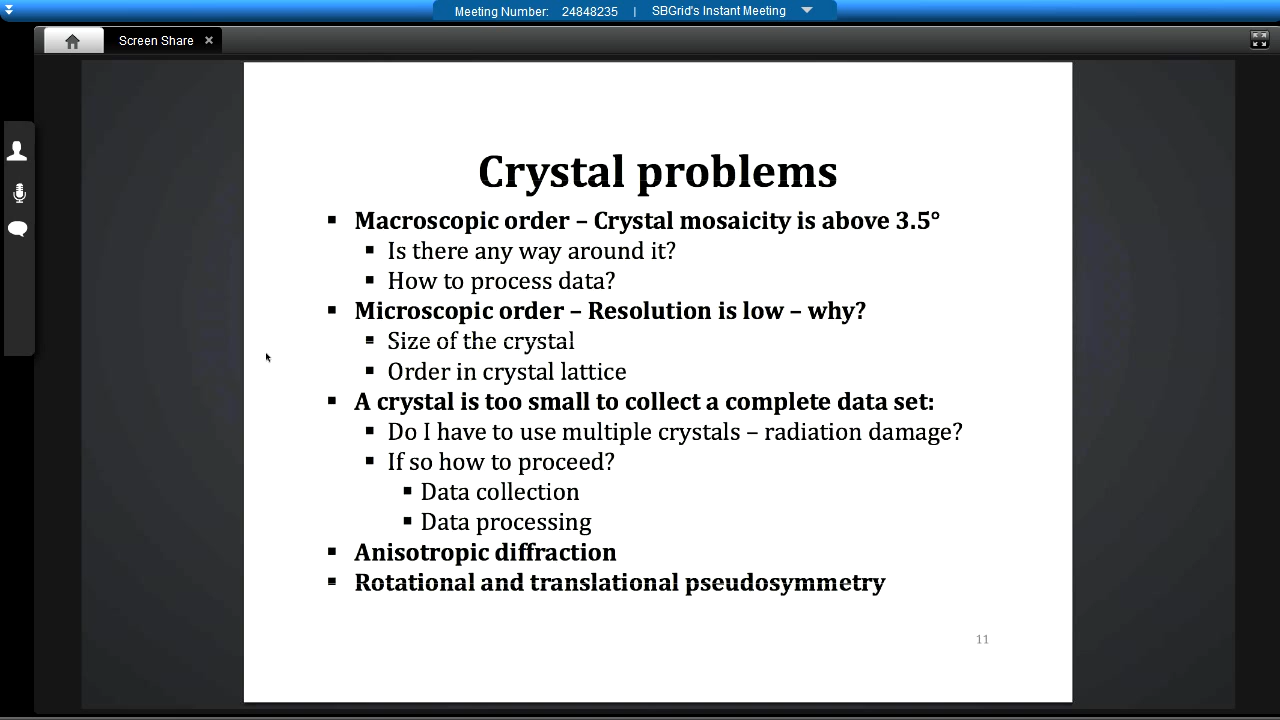 Meeting Number: 24848235 | SBGrid's Instant Meeting
Screen Share
Crystal problems
▪ Macroscopic order – Crystal mosaicity is above 3.5°
▪ Is there any way around it?
▪ How to process data?
▪ Microscopic order – Resolution is low – why?
▪ Size of the crystal
▪ Order in crystal lattice
▪ A crystal is too small to collect a complete data set:
▪ Do I have to use multiple crystals – radiation damage?
▪ If so how to proceed?
▪ Data collection
▪ Data processing
▪ Anisotropic diffraction
▪ Rotational and translational pseudosymmetry
11